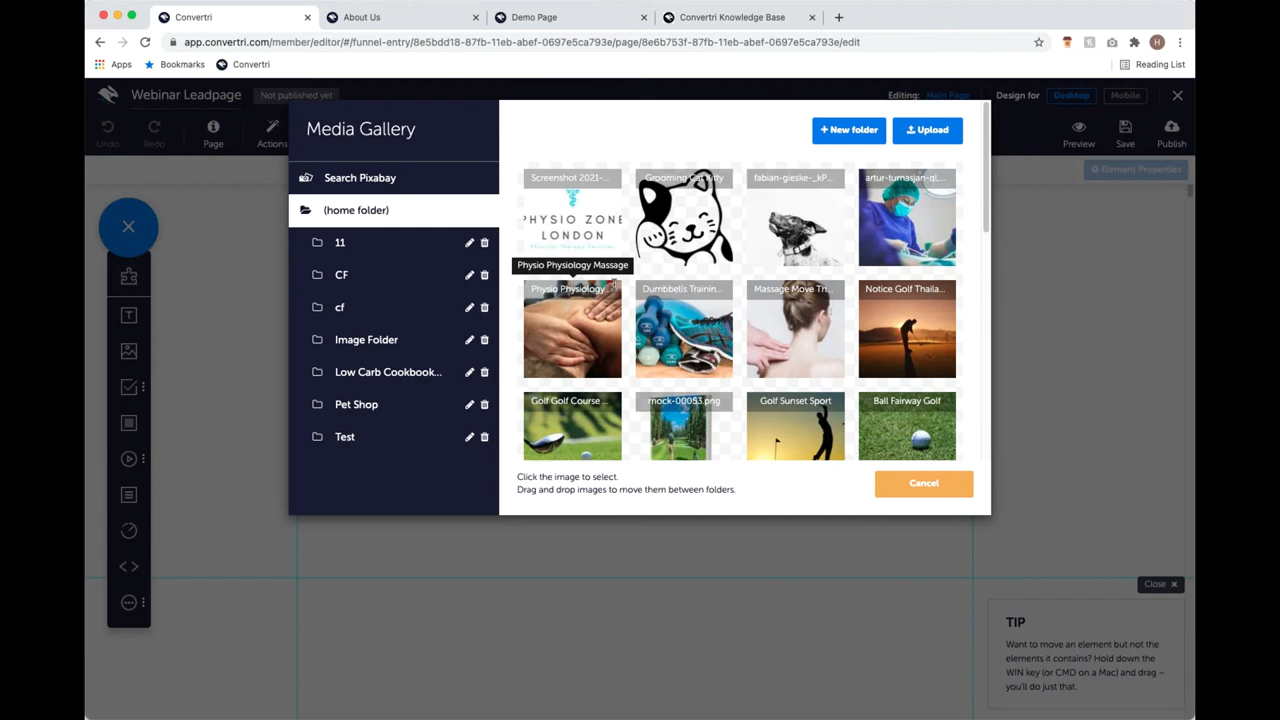 Convertri
About Us
Demo Page
Convertri Knowledge Base
app.convertri.com/member/editor/#/funnel-entry/8e5bdd18-87fb-11eb-abef-0697e5ca793e/page/8e6b753f-87fb-11eb-abef-0697e5ca793e/edit
H
Apps
Bookmarks
Convertri
Reading List
Webinar Leadpage
Not published yet
Editing: Main Page
Design for
Desktop
Mobile
Undo
Redo
Page
Actions
Preview
Save
Publish
Element Properties
Media Gallery
New folder
Upload
Search Pixabay
(home folder)
11
CF
cf
Image Folder
Low Carb Cookbook...
Pet Shop
Test
Screenshot 2021-...
Grooming Cat Kitty
fabian-gieske-_kP...
artur-tumasjan-qL...
PHYSIO ZONE
LONDON
Physical Therapy Services
Physio Physiology Massage
Physio Physiology
Dumbbells Trainin...
Massage Move Th...
Notice Golf Thaila...
Golf Golf Course ...
mock-00053.png
Golf Sunset Sport
Ball Fairway Golf
Click the image to select.
Drag and drop images to move them between folders.
Cancel
Close
TIP
Want to move an element but not the
elements it contains? Hold down the
WIN key (or CMD on a Mac) and drag –
you'll do just that.